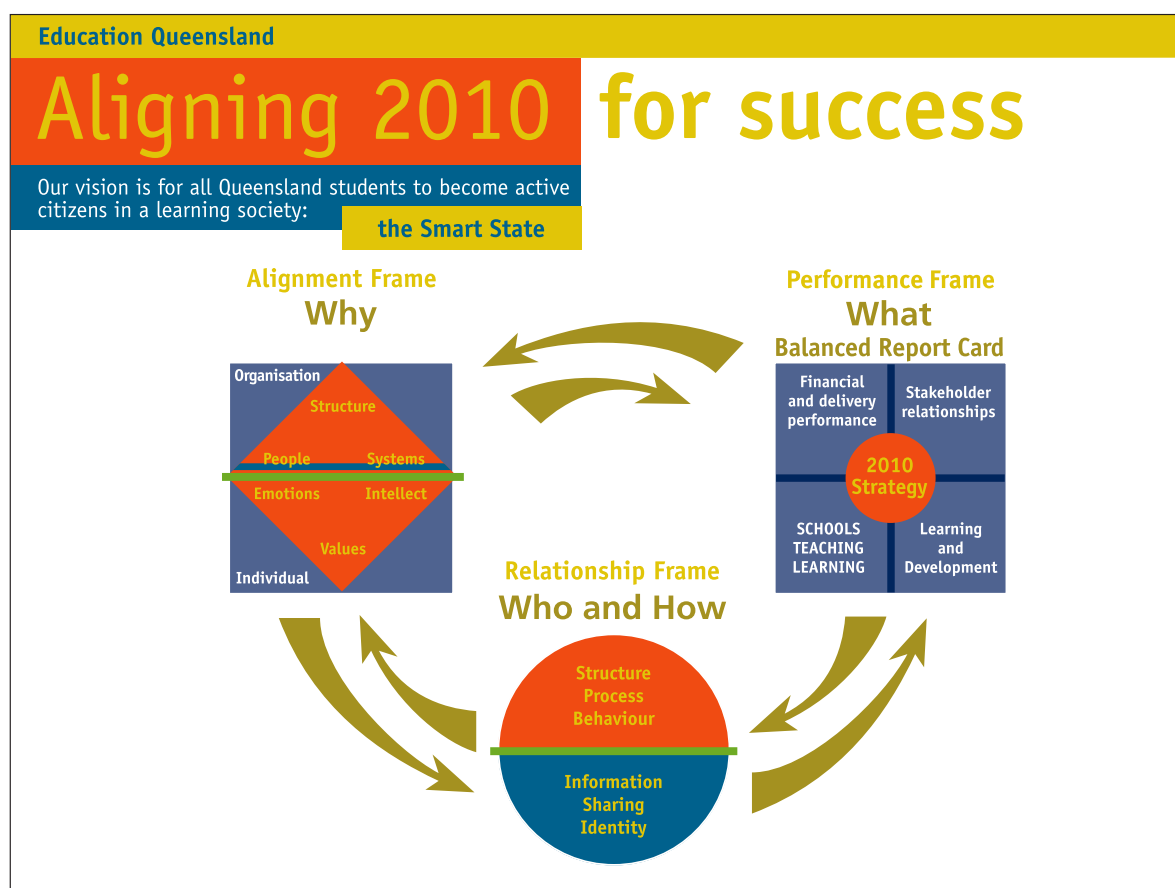 Education Queensland
Aligning 2010 for success
Our vision is for all Queensland students to become active
citizens in a learning society:
the Smart State
Alignment Frame
Why
Organisation
Structure
People Systems
Emotions Intellect
Values
Individual
Performance Frame
What
Balanced Report Card
Financial
and delivery
performance
Stakeholder
relationships
2010
Strategy
SCHOOLS
TEACHING
LEARNING
Learning
and
Development
Relationship Frame
Who and How
Structure
Process
Behaviour
Information
Sharing
Identity